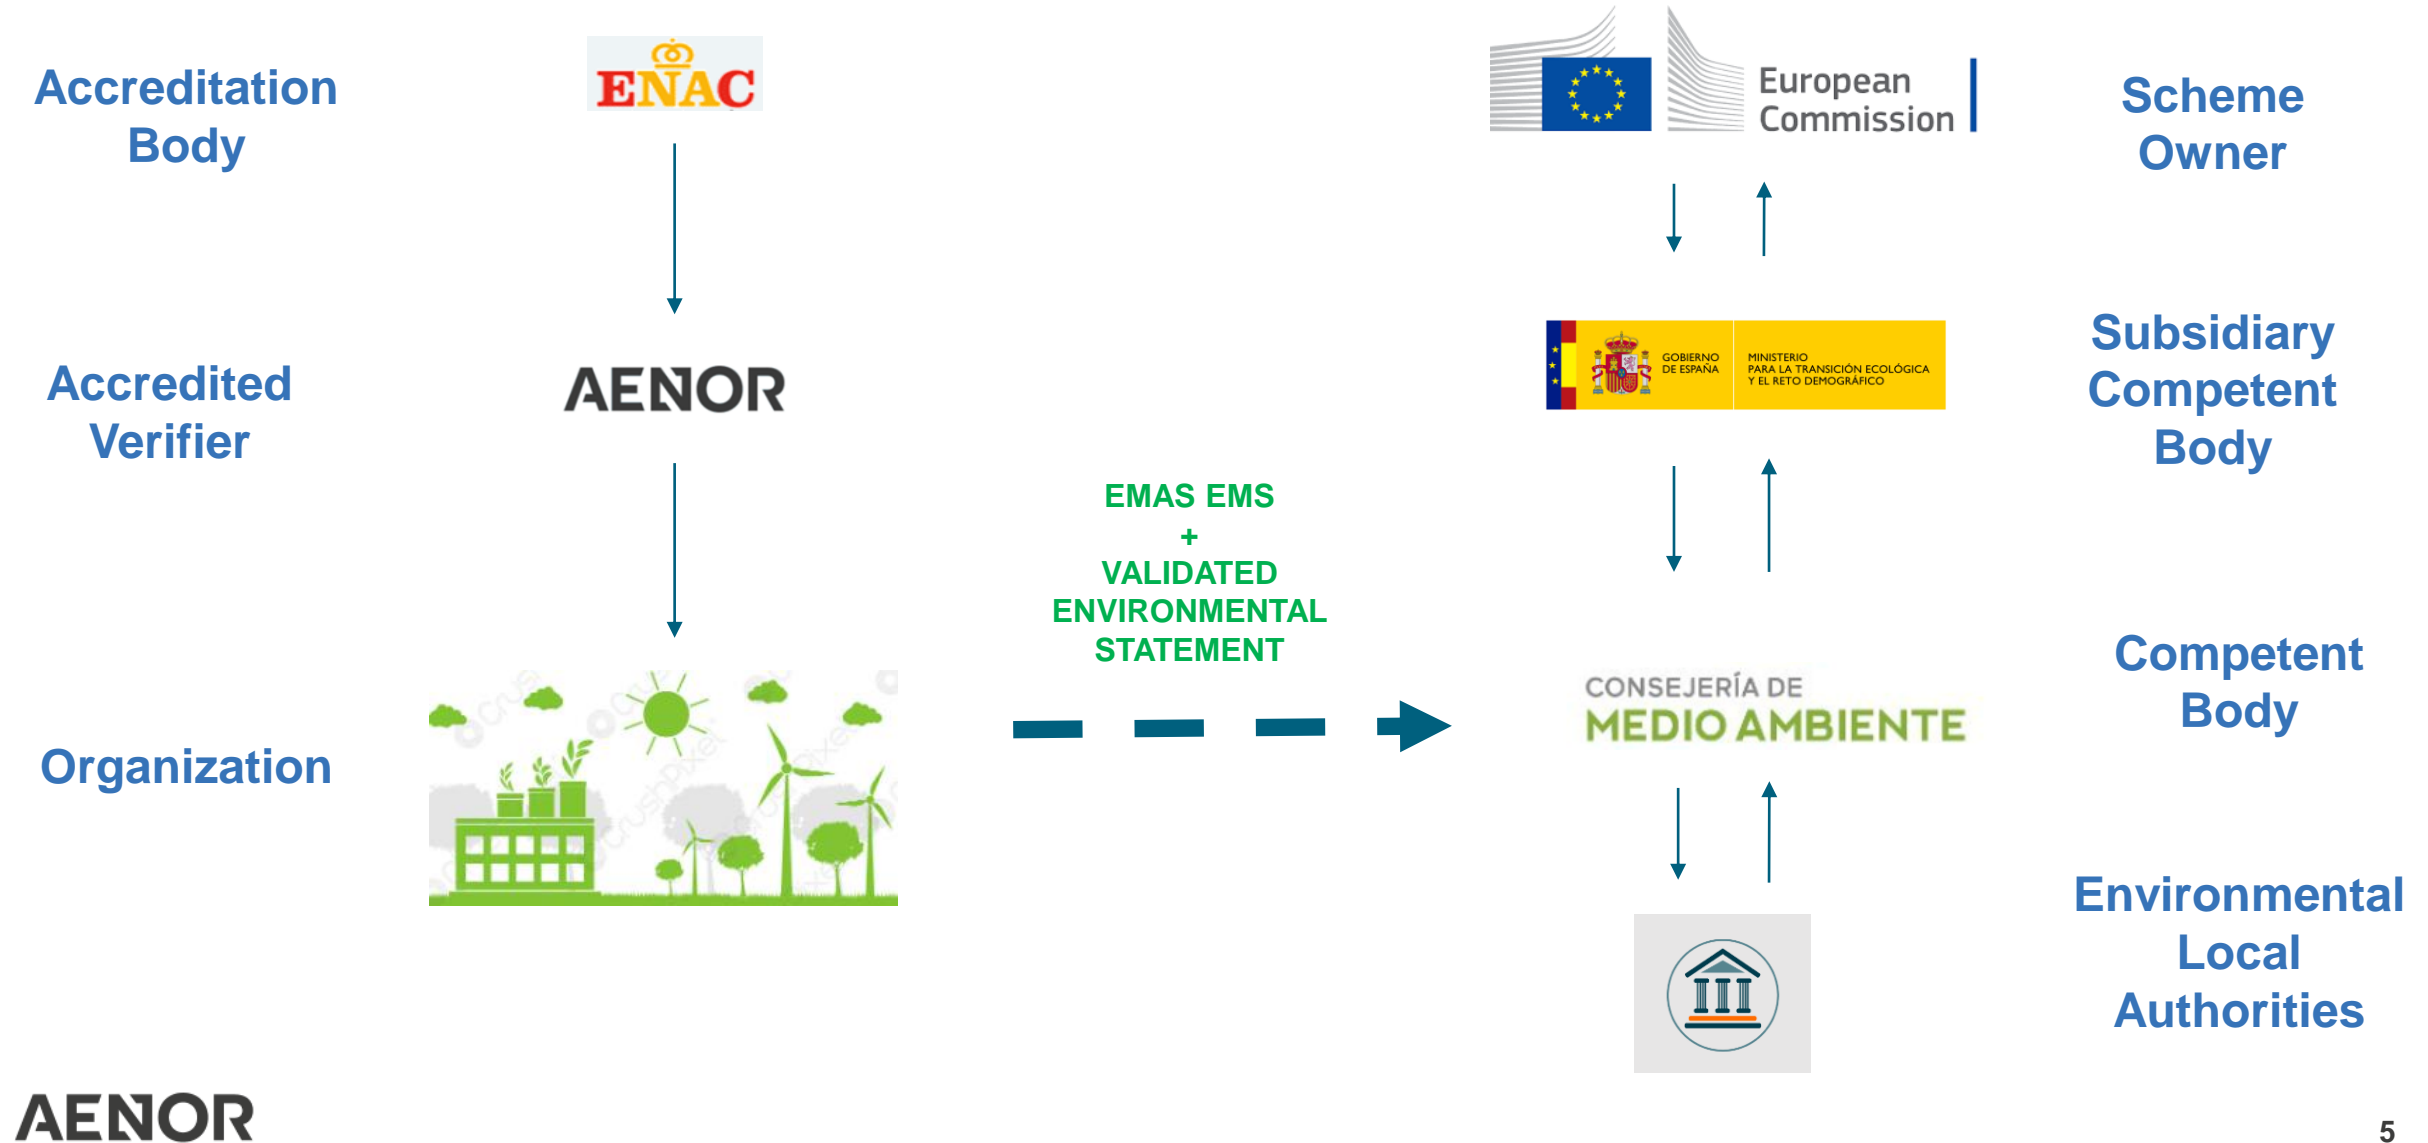 Accreditation
Body
ENAC
European
Commission
Scheme
Owner
Accredited
Verifier
AENOR
GOBIERNO
DE ESPAÑA
MINISTERIO
PARA LA TRANSICIÓN ECOLÓGICA
Y EL RETO DEMOGRÁFICO
Subsidiary
Competent
Body
EMAS EMS
+
VALIDATED
ENVIRONMENTAL
STATEMENT
Organization
CONSEJERÍA DE
MEDIO AMBIENTE
Competent
Body
Environmental
Local
Authorities
AENOR
5